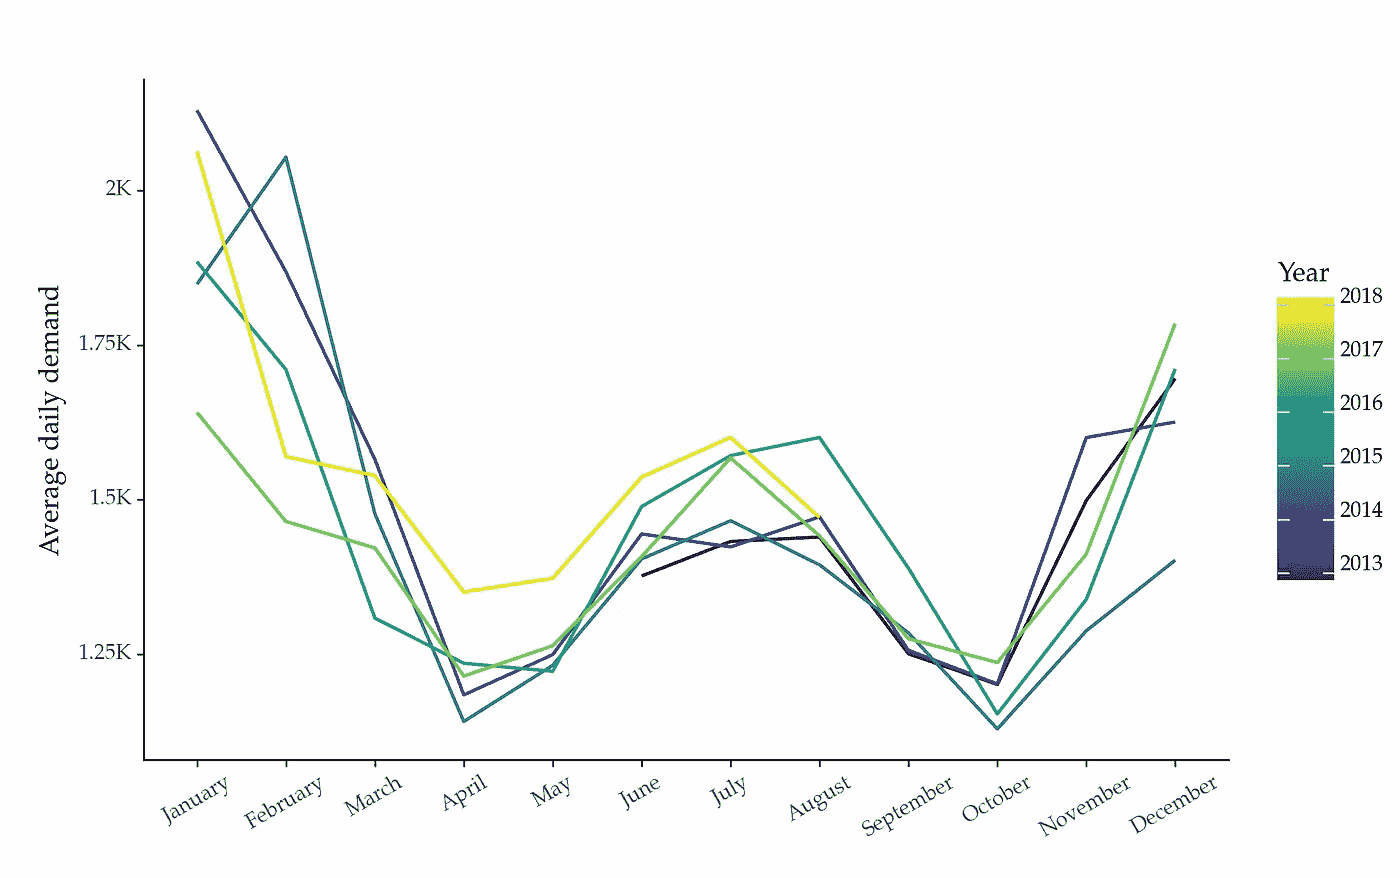 Average daily demand
2K
1.75K
1.5K
1.25K
January
February
March
April
May
June
July
August
September
October
November
December
Year
2018
2017
2016
2015
2014
2013